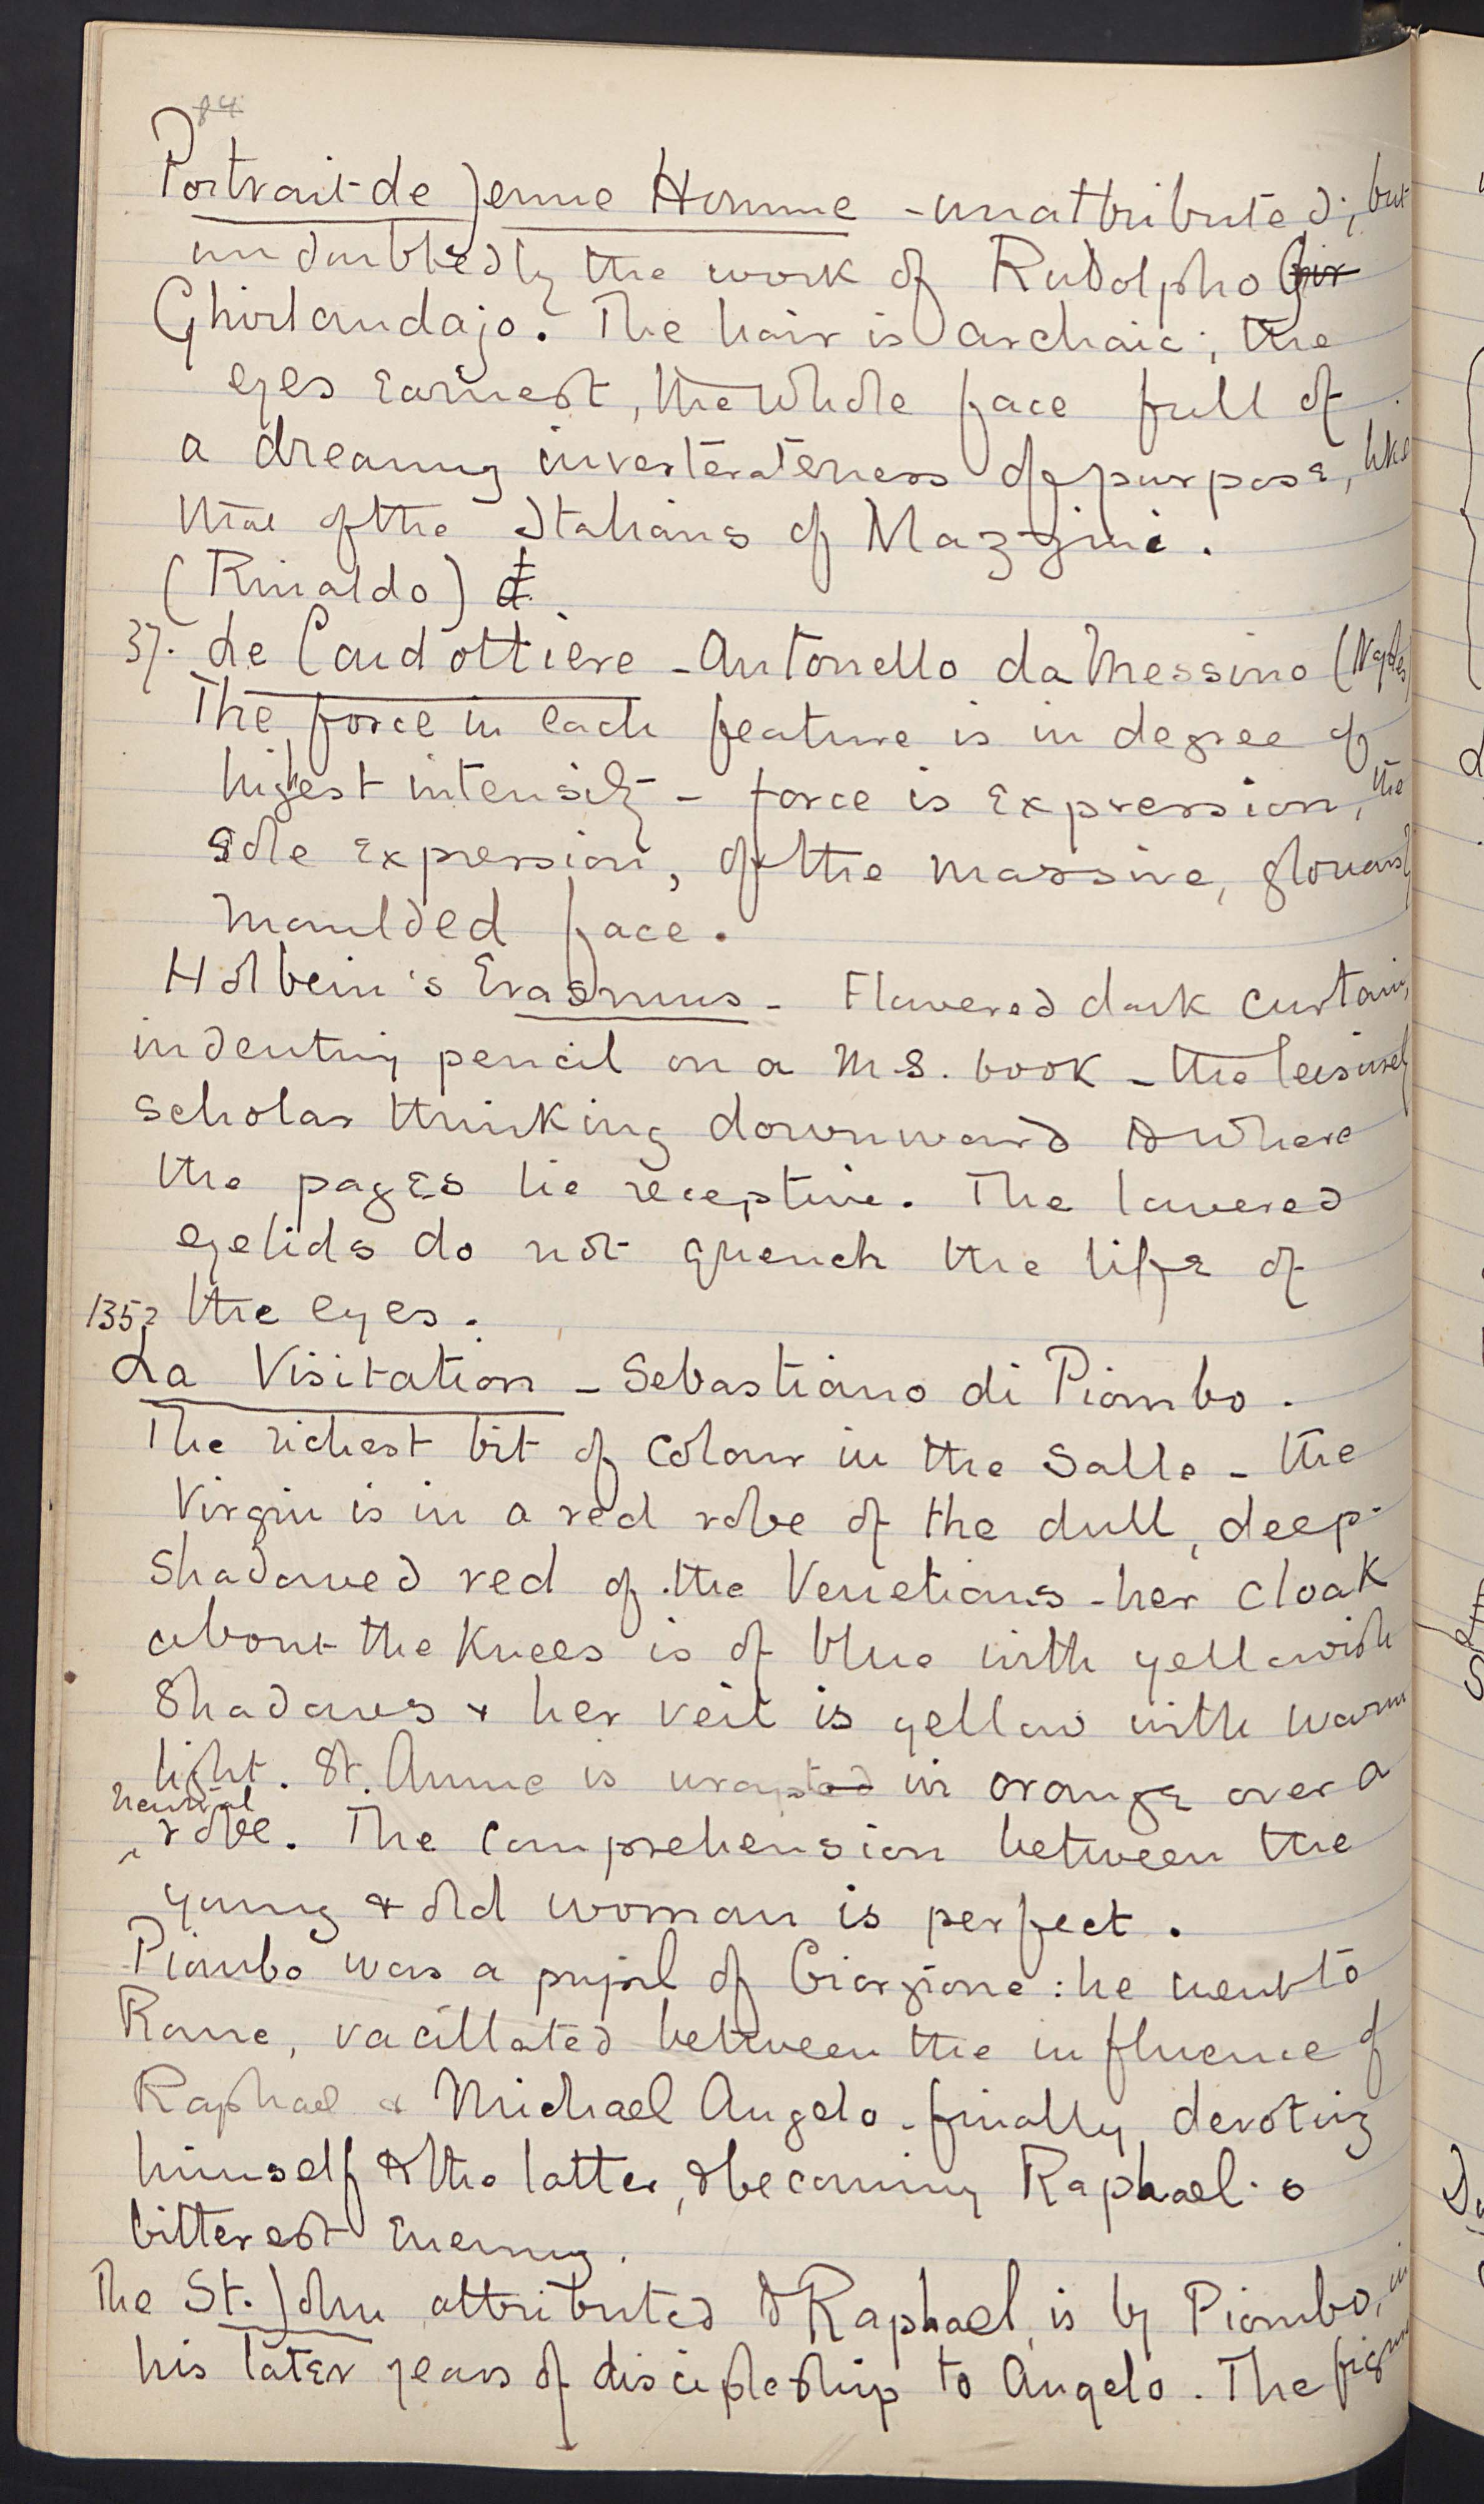 84
Portrait de Jeune Homme - unattributed; but
undoubtedly the work of Rudolpho Gir
Ghirlandajo. The hair is archaic; the
eyes earnest, the whole face full of
a dreamy inveterateness of purpose, like
that of the Italians of Mazzini.
(Rinaldo)
37. Le Condottiere - Antonello da Messino (Naples)
The force in each feature is in degree of
highest intensity - force is expression, the
sole expression, of the massive, gloriously
moulded face.
Holbein's Erasmus - Flowered dark curtain,
indenting pencil on a M.S. book - the leisurely
scholar thinking downward to where
the pages lie receptive. The lowered
eyelids do not quench the life of
1352 the eyes.
La Visitation - Sebastiano di Piombo.
The richest bit of colour in the Salle - the
Virgin is in a red robe of the dull, deep-
shadowed red of the Venetians - her cloak
about the knees is of blue with yellowish
shadows & her veil is yellow with warm
light. St. Anne is wrapted in orange over a
neutral
^ robe. The comprehension between the
young & old woman is perfect.
Piombo was a pupil of Giorgione: he went to
Rome, vacillated between the influence of
Raphael & Michael Angelo - finally devoting
himself to the latter, & becoming Raphael's
bitterest enemy.
The St. John attributed to Raphael, is by Piombo, in
his later years of discipleship to Angelo. The figure